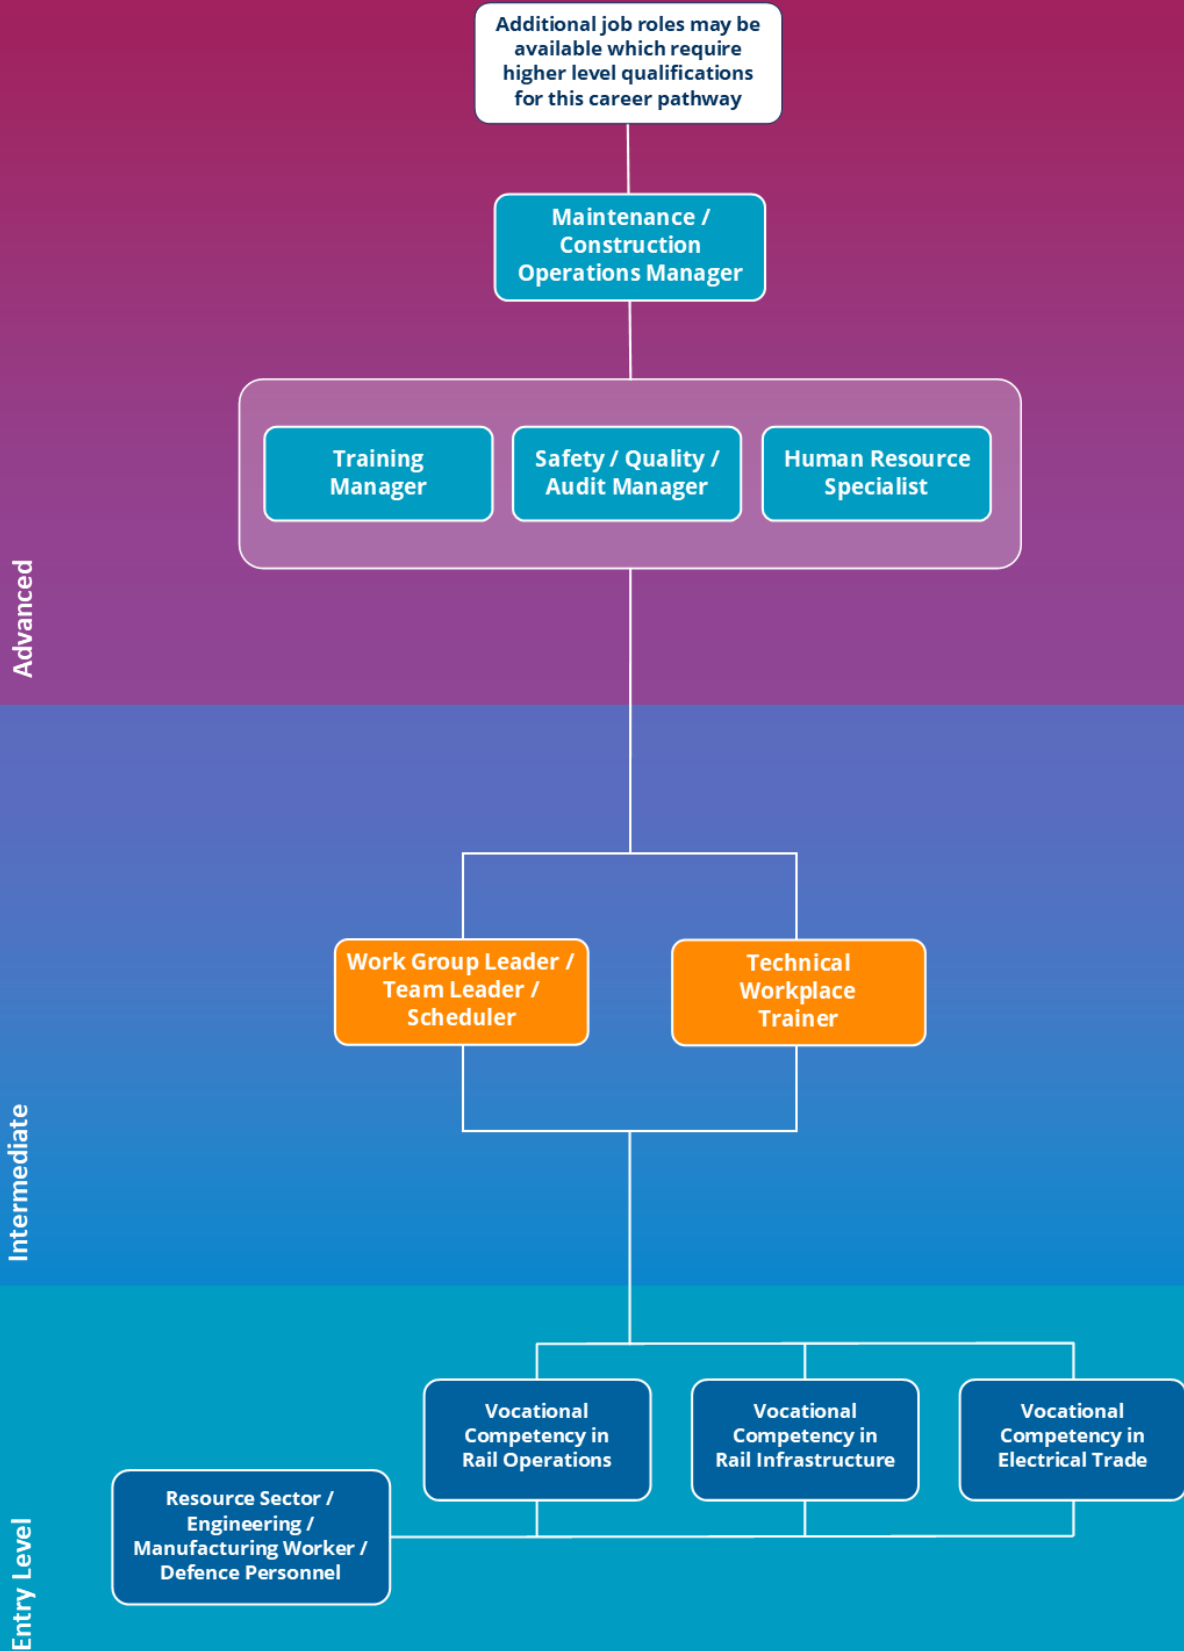 Additional job roles may be
available which require
higher level qualifications
for this career pathway
Maintenance /
Construction
Operations Manager
Training
Manager
Safety / Quality /
Audit Manager
Human Resource
Specialist
Advanced
Work Group Leader /
Team Leader /
Scheduler
Technical
Workplace
Trainer
Intermediate
Vocational
Competency in
Rail Operations
Vocational
Competency in
Rail Infrastructure
Vocational
Competency in
Electrical Trade
Resource Sector /
Engineering /
Manufacturing Worker /
Defence Personnel
Entry Level